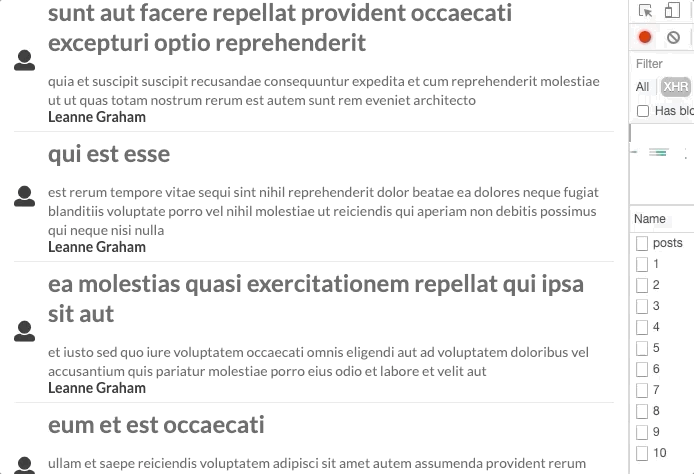 sunt aut facere repellat provident occaecati
excepturi optio reprehenderit
quia et suscipit suscipit recusandae consequuntur expedita et cum reprehenderit molestiae
ut ut quas totam nostrum rerum est autem sunt rem eveniet architecto
Leanne Graham
qui est esse
est rerum tempore vitae sequi sint nihil reprehenderit dolor beatae ea dolores neque fugiat
blanditiis voluptate porro vel nihil molestiae ut reiciendis qui aperiam non debitis possimus
qui neque nisi nulla
Leanne Graham
ea molestias quasi exercitationem repellat qui ipsa
sit aut
et iusto sed quo iure voluptatem occaecati omnis eligendi aut ad voluptatem doloribus vel
accusantium quis pariatur molestiae porro eius odio et labore et velit aut
Leanne Graham
eum et est occaecati
ullam et saepe reiciendis voluptatem adipisci sit amet autem assumenda provident rerum
Filter
All XHR
Has blo
Name
posts
1
2
3
4
5
6
7
8
9
10